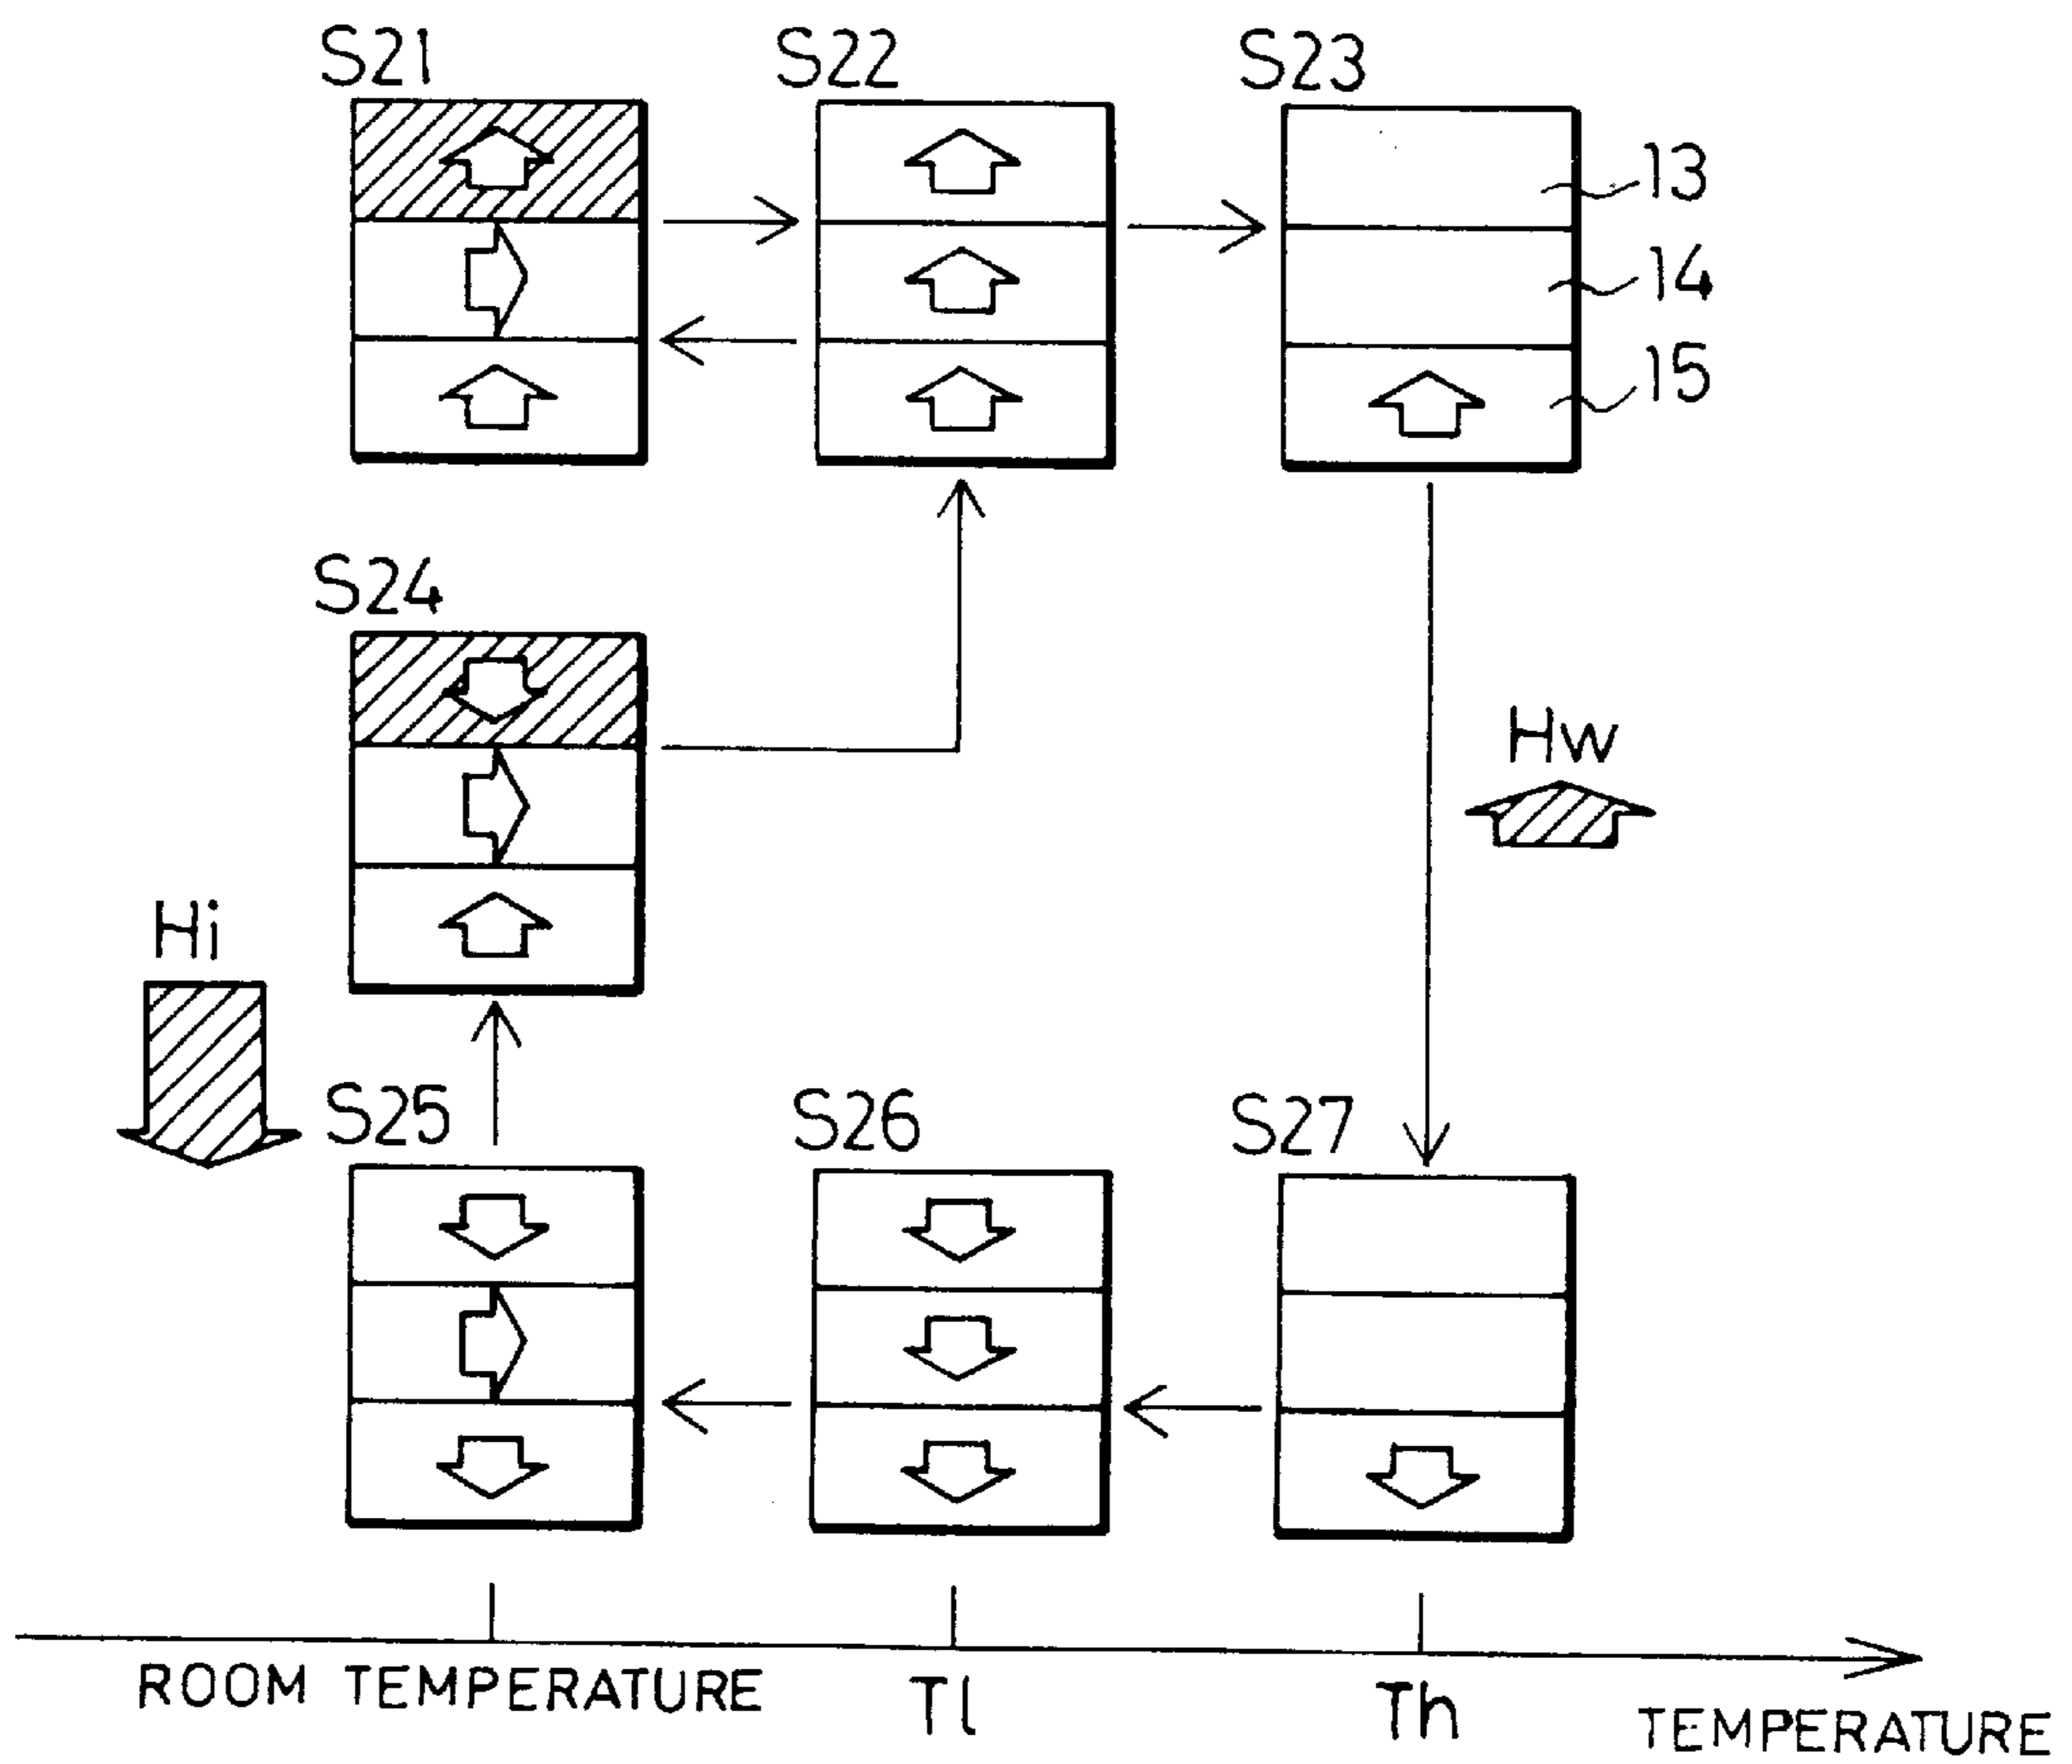 S21
S22
S23
13
14
15
S24
Hw
Hi
S25
S26
S27
ROOM TEMPERATURE
Tl
Th
TEMPERATURE